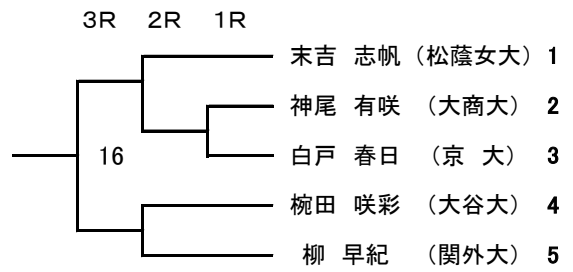 3R 2R 1R
末吉 志帆 (松蔭女大) 1
神尾 有咲 (大商大) 2
16
白戸 春日 (京 大) 3
椀田 咲彩 (大谷大) 4
柳 早紀 (関外大) 5